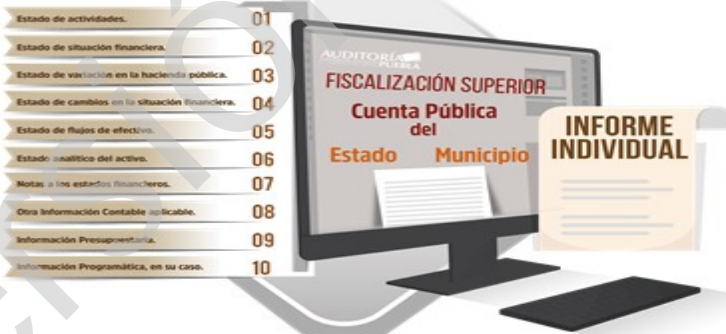 Estado de actividades. 01
Estado de situación financiera. 02
Estado de variación en la hacienda pública. 03
Estado de cambios en la situación financiera. 04
Estado de flujos de efectivo. 05
Estado analítico del activo. 06
Notas a los estados financieros. 07
Otra Información Contable aplicable. 08
Información Presupuestaria. 09
Información Programática, en su caso. 10
AUDITORÍA
PUEBLA
FISCALIZACIÓN SUPERIOR
Cuenta Pública
del
Estado Municipio
INFORME
INDIVIDUAL